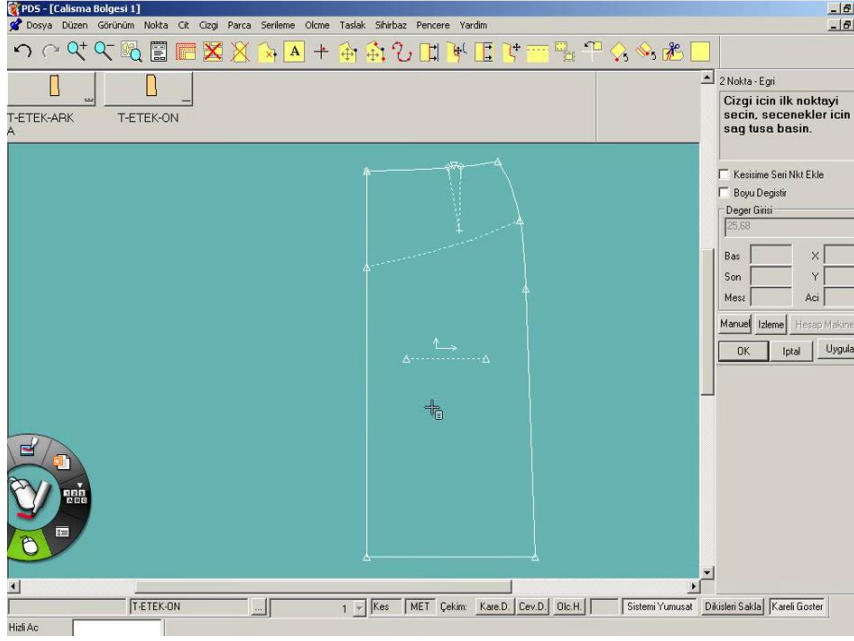 PDS - [Calisma Bolgesi 1]
Dosya Düzen Görünüm Nokta Cit Cizgi Parca Serileme Olcme Taslak Sihirbaz Pencere Yardim
A
T-ETEK-ARK
A
T-ETEK-ON
2 Nokta - Egri
Cizgi icin ilk noktayi
secin, secenekler icin
sag tusa basin.
Kesisime Seri Nkt Ekle
Boyu Degistir
Deger Girisi
25,68
Bas X
Son Y
Mesz Aci
Manuel Izleme Hesap Makine
OK Iptal Uygula
T-ETEK-ON ... 1 Kes MET Çekim: Kare.D. Cev.D. Olc.H. Sistemi Yumusat Dikisleri Sakla Kareli Goster
Hizli Ac